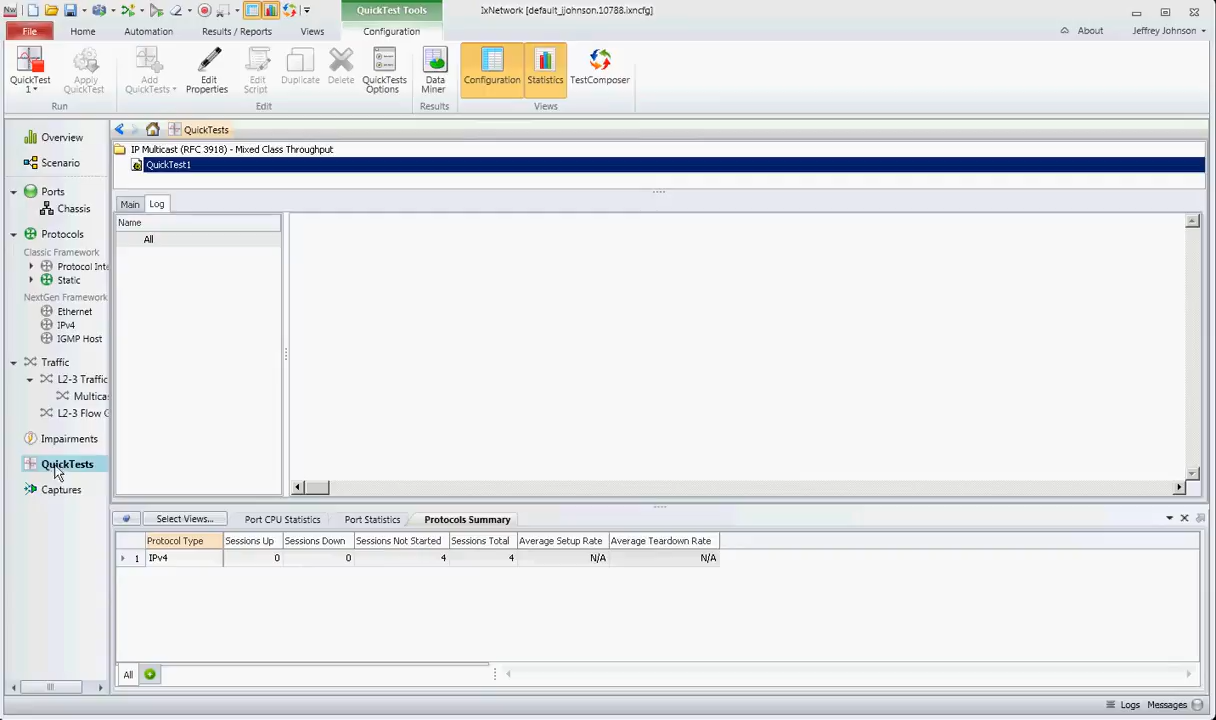 QuickTest Tools
IxNetwork [default_jjohnson.10788.ixncfg]
File
Home
Automation
Results / Reports
Views
Configuration
About
Jeffrey Johnson
QuickTest
1
Apply
QuickTest
Add
QuickTests
Edit
Properties
Edit
Script
Duplicate
Delete
QuickTests
Options
Data
Miner
Configuration
Statistics
TestComposer
Run
Edit
Results
Views
Overview
Scenario
Ports
Chassis
Protocols
Classic Framework
Protocol Inte
Static
NextGen Framework
Ethernet
IPv4
IGMP Host
Traffic
L2-3 Traffic
Multicas
L2-3 Flow G
Impairments
QuickTests
Captures
QuickTests
IP Multicast (RFC 3918) - Mixed Class Throughput
QuickTest1
Main
Log
Name
All
Select Views...
Port CPU Statistics
Port Statistics
Protocols Summary
Protocol Type
Sessions Up
Sessions Down
Sessions Not Started
Sessions Total
Average Setup Rate
Average Teardown Rate
1 IPv4 0 0 4 4 N/A N/A
All
Logs
Messages